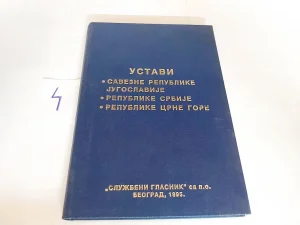 УСТАВИ
• САВЕЗНЕ РЕПУБЛИКЕ
ЈУГОСЛАВИЈЕ
• РЕПУБЛИКЕ СРБИЈЕ
• РЕПУБЛИКЕ ЦРНЕ ГОРЕ
4
„СЛУЖБЕНИ ГЛАСНИК" са п.о.
БЕОГРАД, 1995.